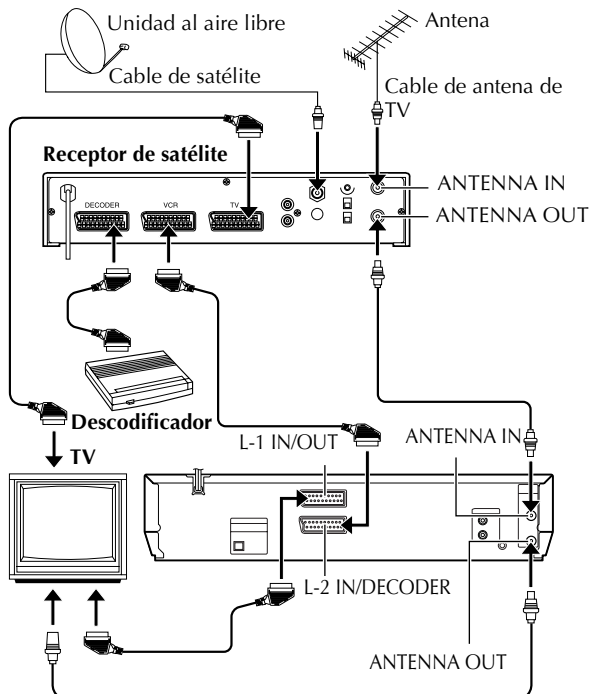 Unidad al aire libre
Antena
Cable de satélite
Cable de antena de
TV
Receptor de satélite
ANTENNA IN
DECODER
VCR
TV
ANTENNA OUT
Descodificador
L-1 IN/OUT
ANTENNA IN
TV
L-2 IN/DECODER
ANTENNA OUT